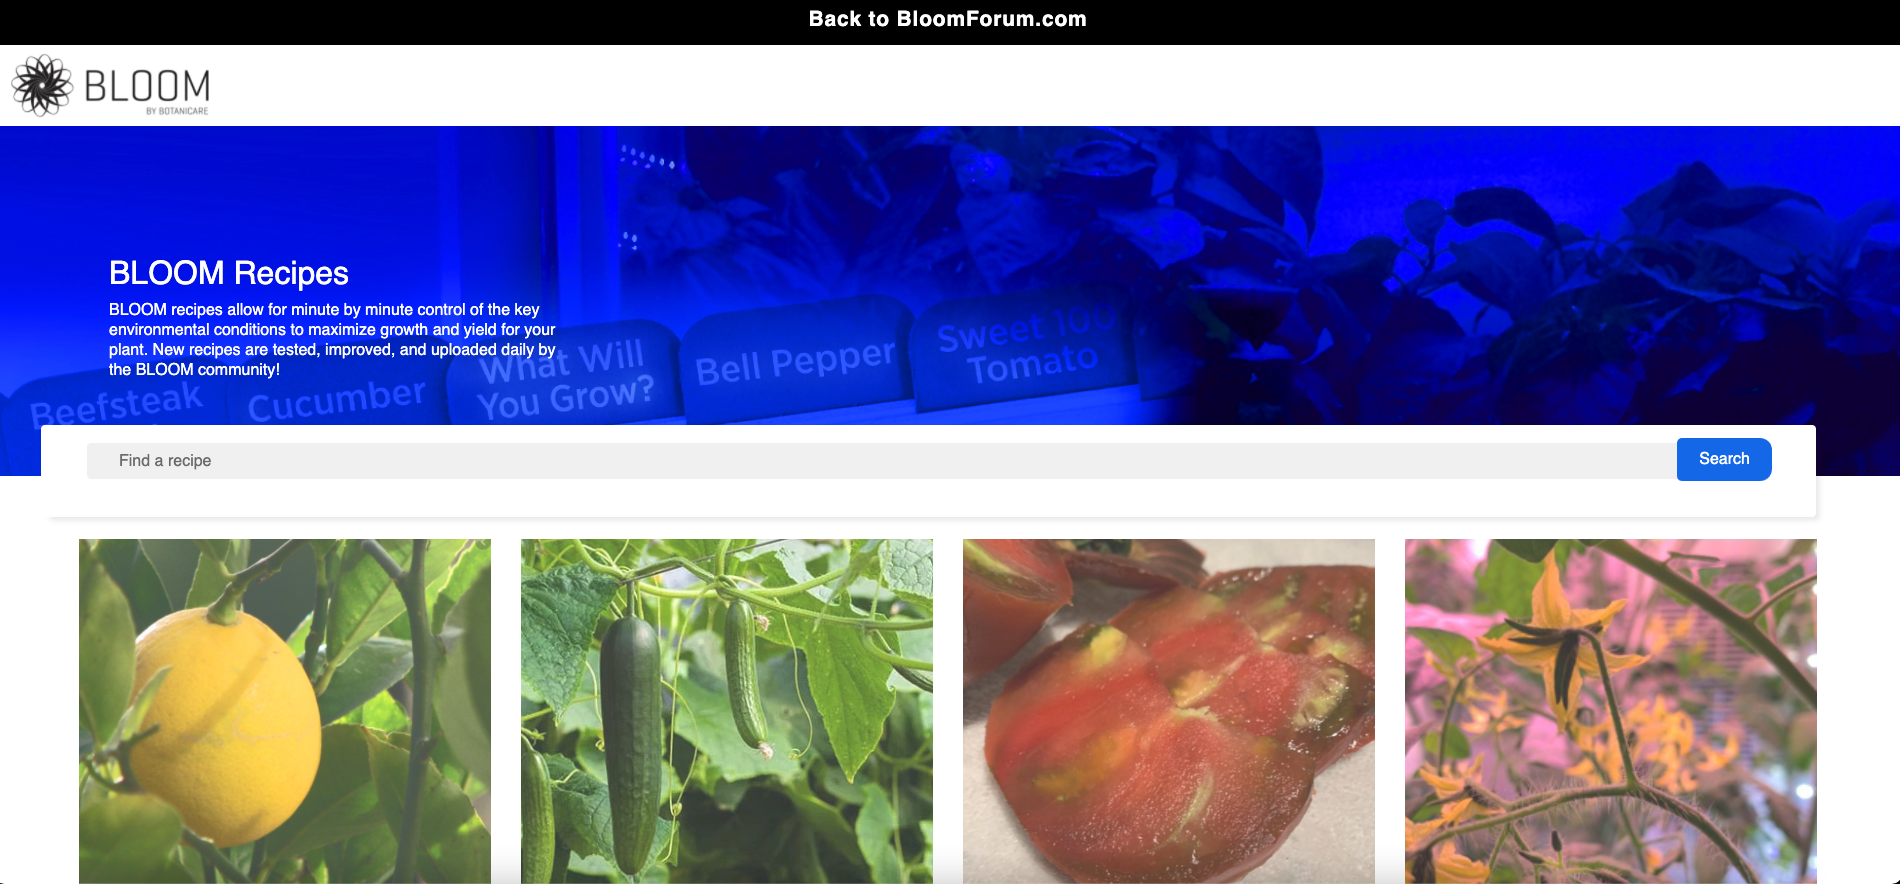 Back to BloomForum.com
BLOOM
BY BOTANICARE
BLOOM Recipes
BLOOM recipes allow for minute by minute control of the key
environmental conditions to maximize growth and yield for your
plant. New recipes are tested, improved, and uploaded daily by
the BLOOM community!
Beefsteak
Cucumber
What Will
You Grow?
Bell Pepper
Sweet 100
Tomato
Find a recipe
Search